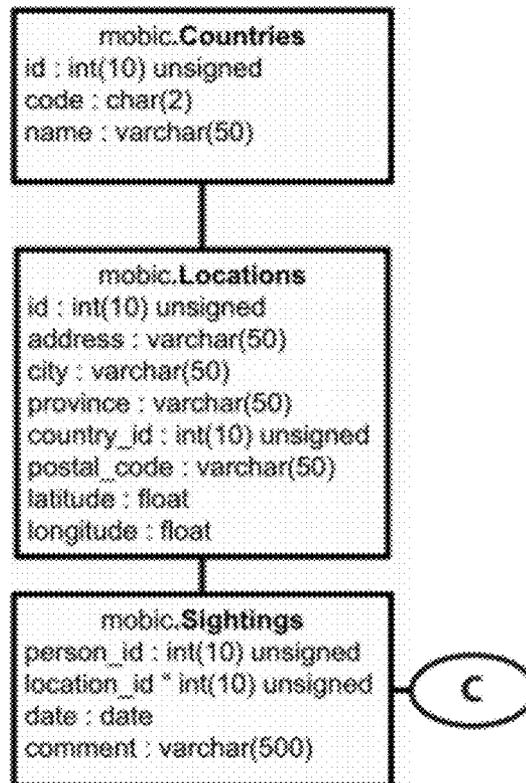 mobic.Countries
id : int(10) unsigned
code : char(2)
name : varchar(50)
mobic.Locations
id : int(10) unsigned
address : varchar(50)
city : varchar(50)
province : varchar(50)
country_id : int(10) unsigned
postal_code : varchar(50)
latitude : float
longitude : float
mobic.Sightings
person_id : int(10) unsigned
location_id * int(10) unsigned
date : date
comment : varchar(500)
C